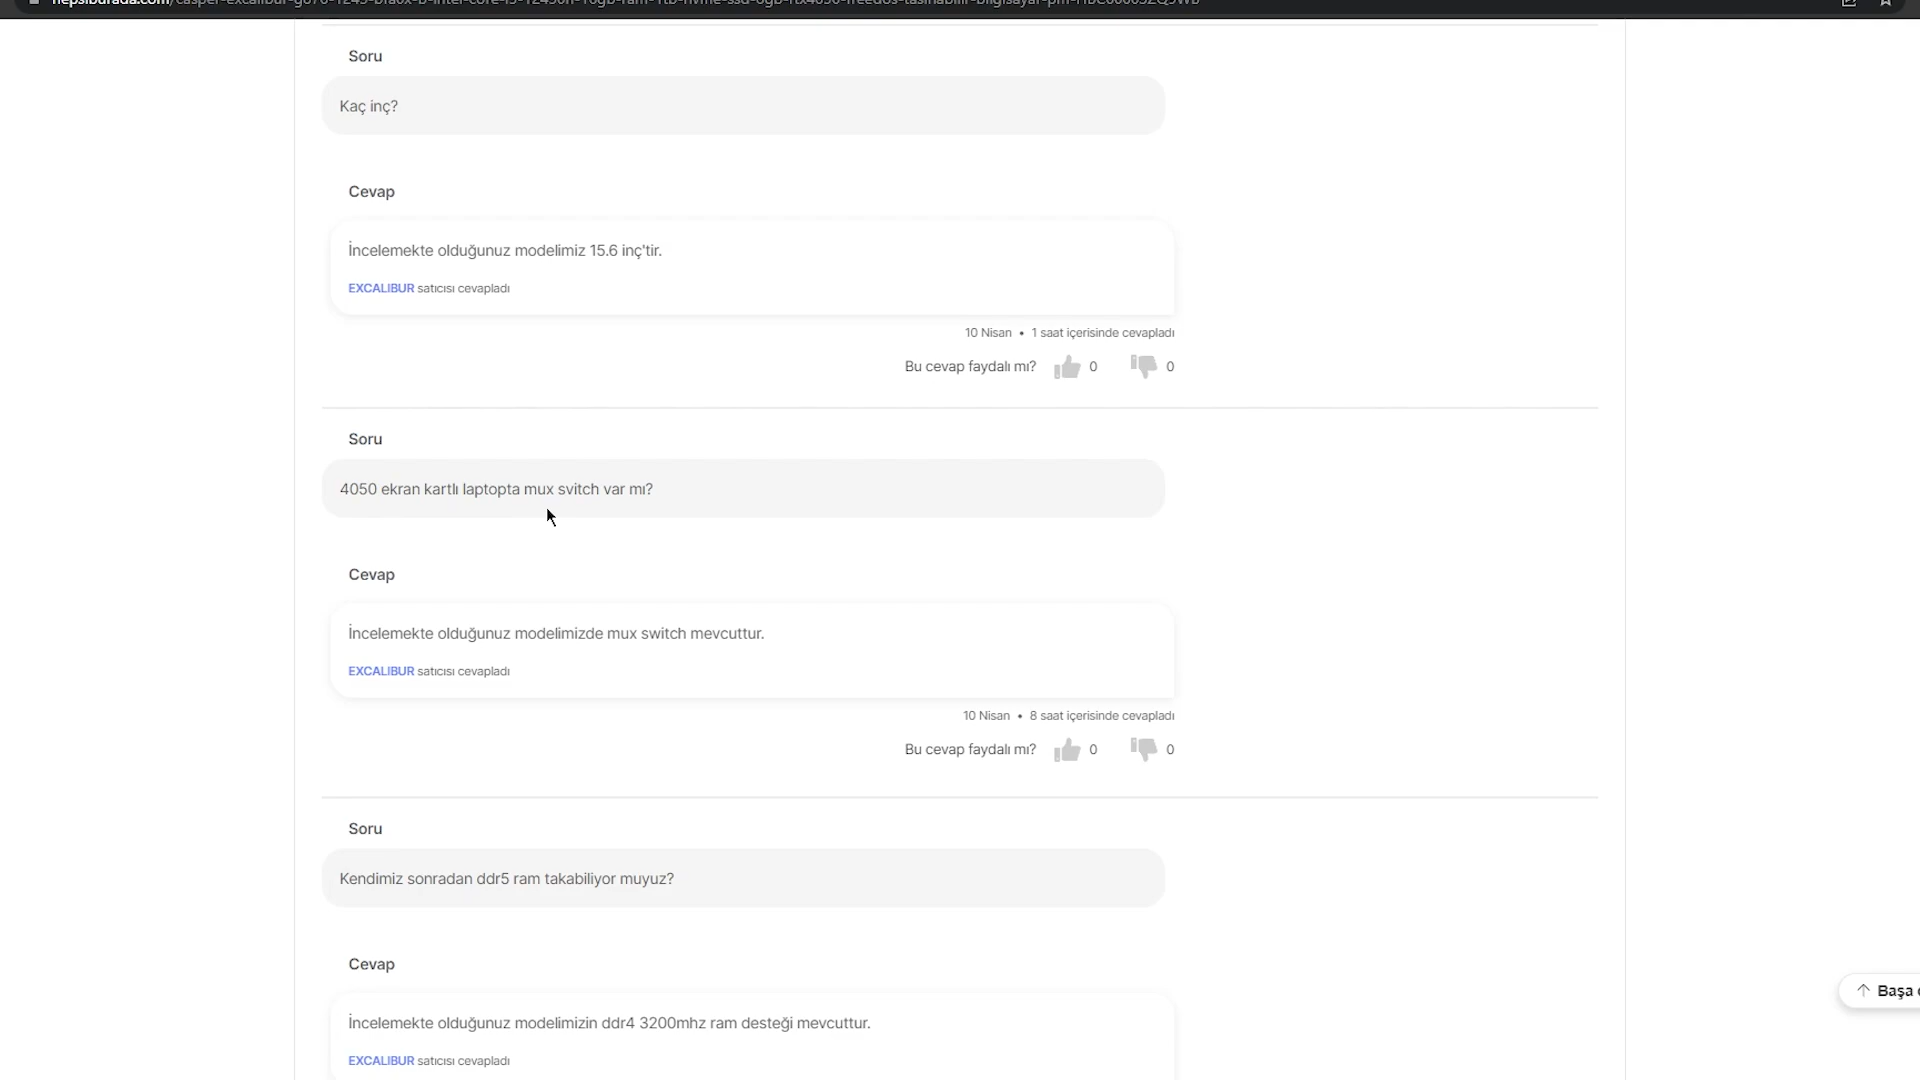 Soru
Kaç inç?
Cevap
İncelemekte olduğunuz modelimiz 15.6 inç'tir.
EXCALIBUR satıcısı cevapladı
10 Nisan • 1 saat içerisinde cevapladı
Bu cevap faydalı mı? 0 0
Soru
4050 ekran kartlı laptopta mux svitch var mı?
Cevap
İncelemekte olduğunuz modelimizde mux switch mevcuttur.
EXCALIBUR satıcısı cevapladı
10 Nisan • 8 saat içerisinde cevapladı
Bu cevap faydalı mı? 0 0
Soru
Kendimiz sonradan ddr5 ram takabiliyor muyuz?
Cevap
Başa
İncelemekte olduğunuz modelimizin ddr4 3200mhz ram desteği mevcuttur.
EXCALIBUR satıcısı cevapladı